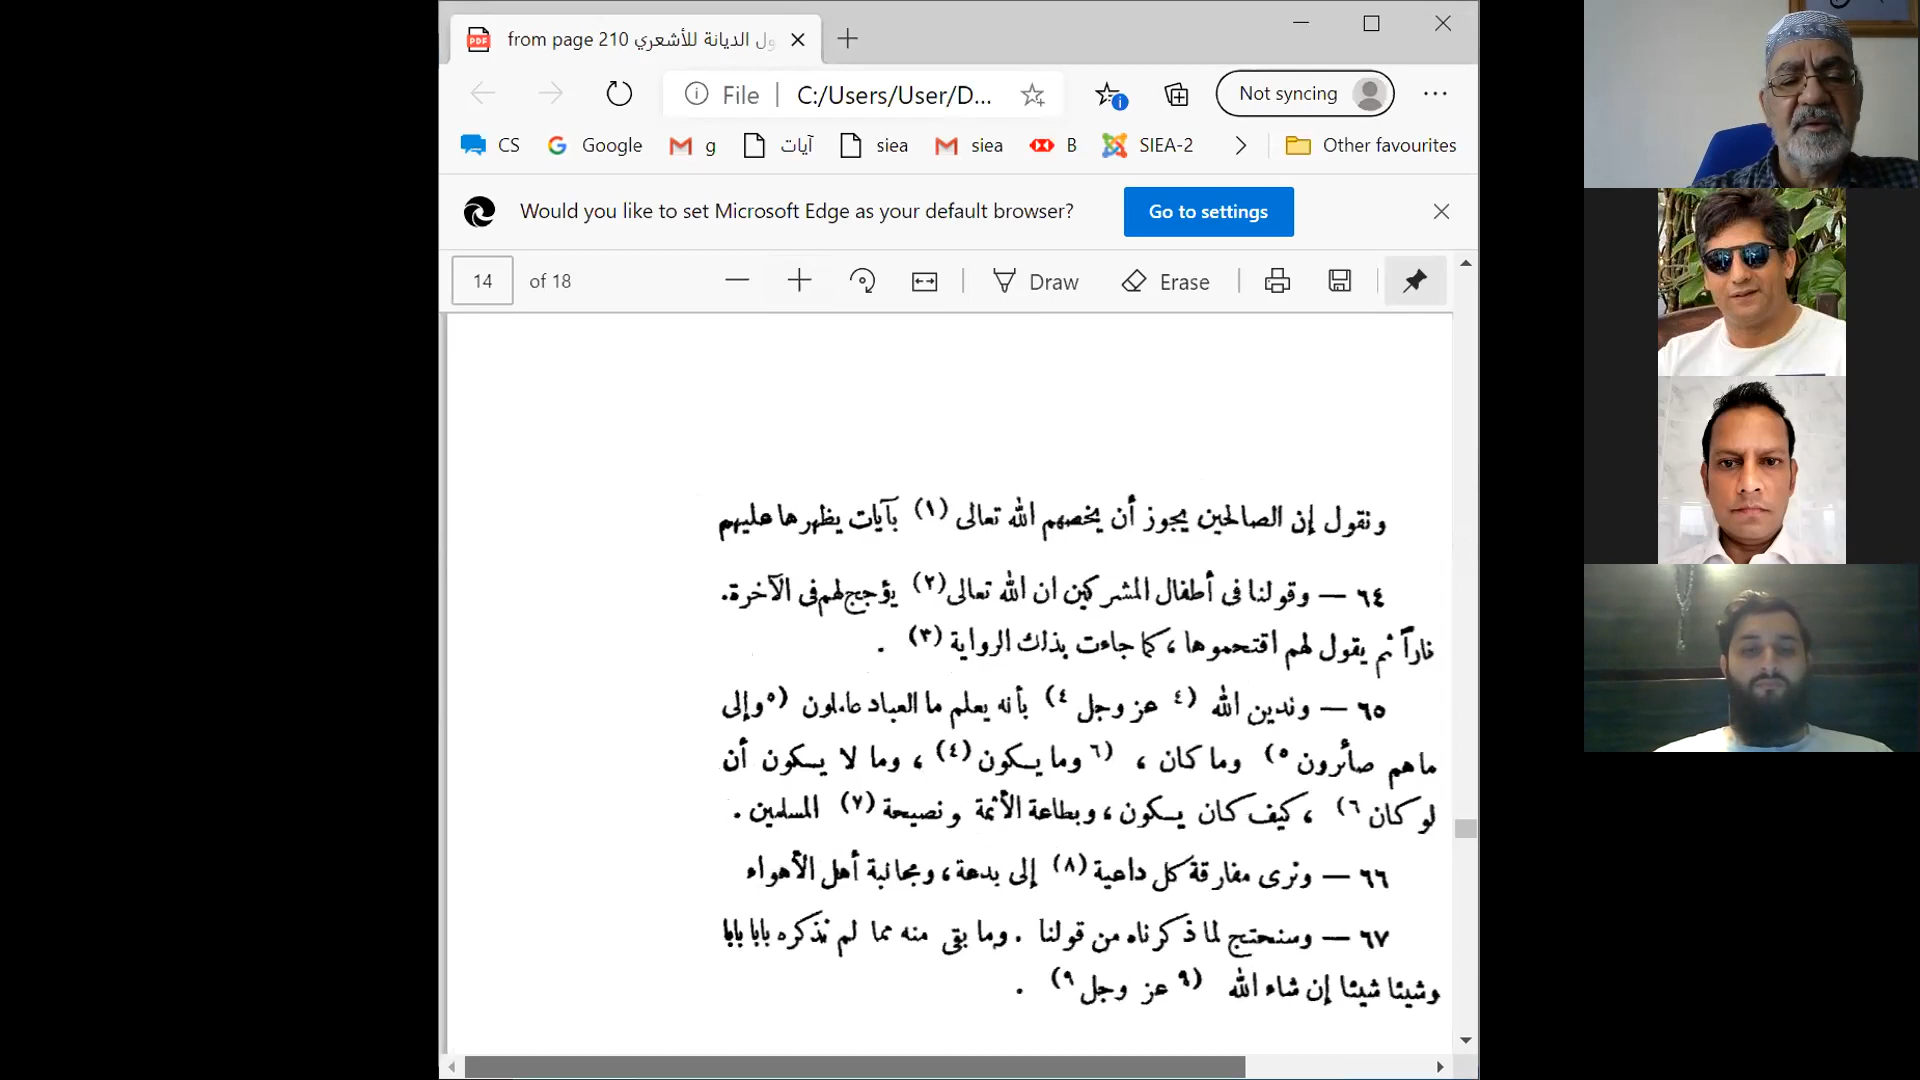 from page 210 ول الديانة للأشعري
File
C:/Users/User/D...
Not syncing
CS
Google
g
آيات
siea
siea
B
SIEA-2
Other favourites
Would you like to set Microsoft Edge as your default browser?
Go to settings
14 of 18
Draw
Erase
ونقول إن الصالحين يجوز أن يخصهم الله تعالى (١) بآيات يظهرها عليهم
٦٤ — وقولنا فى أطفال المشركين ان الله تعالى (٢) يؤجج لهم فى الآخرة.
ناراً ثم يقول لهم اقتحموها ، كما جاءت بذلك الرواية (٣) .
٦٥ — وندين الله (٤ عز وجل ٤) بأنه يعلم ما العباد عاملون (٥ وإلى
ماهم صائرون ٥) وما كان ، (٦ وما يكون (٤) ، وما لا يكون أن
لو كان ٦) ، كيف كان يكون ، وبطاعة الأئمة ونصيحة (٧) المسلمين .
٦٦ — ونرى مفارقة كل داعية (٨) إلى بدعة ، ومجانبة أهل الأهواء
٦٧ — وسنحتج لما ذكرناه من قولنا . وما بقى منه مما لم نذكره بابا بابا
وشيئا شيئا إن شاء الله (٩ عز وجل ٩) .